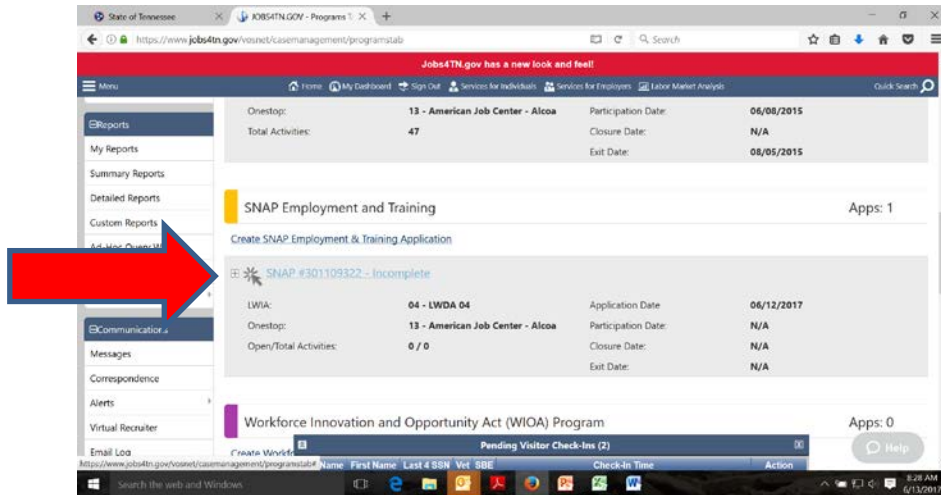 State of Tennessee
JOBS4TN.GOV - Programs T
https://www.jobs4tn.gov/vosnet/casemanagement/programstab
Search
Jobs4TN.gov has a new look and feel!
Menu Home My Dashboard Sign Out Services for Individuals Services for Employers Labor Market Analysis Quick Search
Onestop: 13 - American Job Center - Alcoa Participation Date: 06/08/2015
Total Activities: 47 Closure Date: N/A
Exit Date: 08/05/2015
Reports
My Reports
Summary Reports
Detailed Reports
Custom Reports
SNAP Employment and Training Apps: 1
Create SNAP Employment & Training Application
SNAP #301109322 - Incomplete
LWIA: 04 - LWDA 04 Application Date 06/12/2017
Onestop: 13 - American Job Center - Alcoa Participation Date: N/A
Open/Total Activities: 0 / 0 Closure Date: N/A
Exit Date: N/A
Messages
Correspondence
Alerts
Virtual Recruiter
Email Log
Workforce Innovation and Opportunity Act (WIOA) Program Apps: 0
Pending Visitor Check-Ins (2)
Help
https://www.jobs4tn.gov/vosnet/casemanagement/programstab#
Name First Name Last 4 SSN Vet SBE Check-In Time Action
Search the web and Windows
8:28 AM
6/13/2017